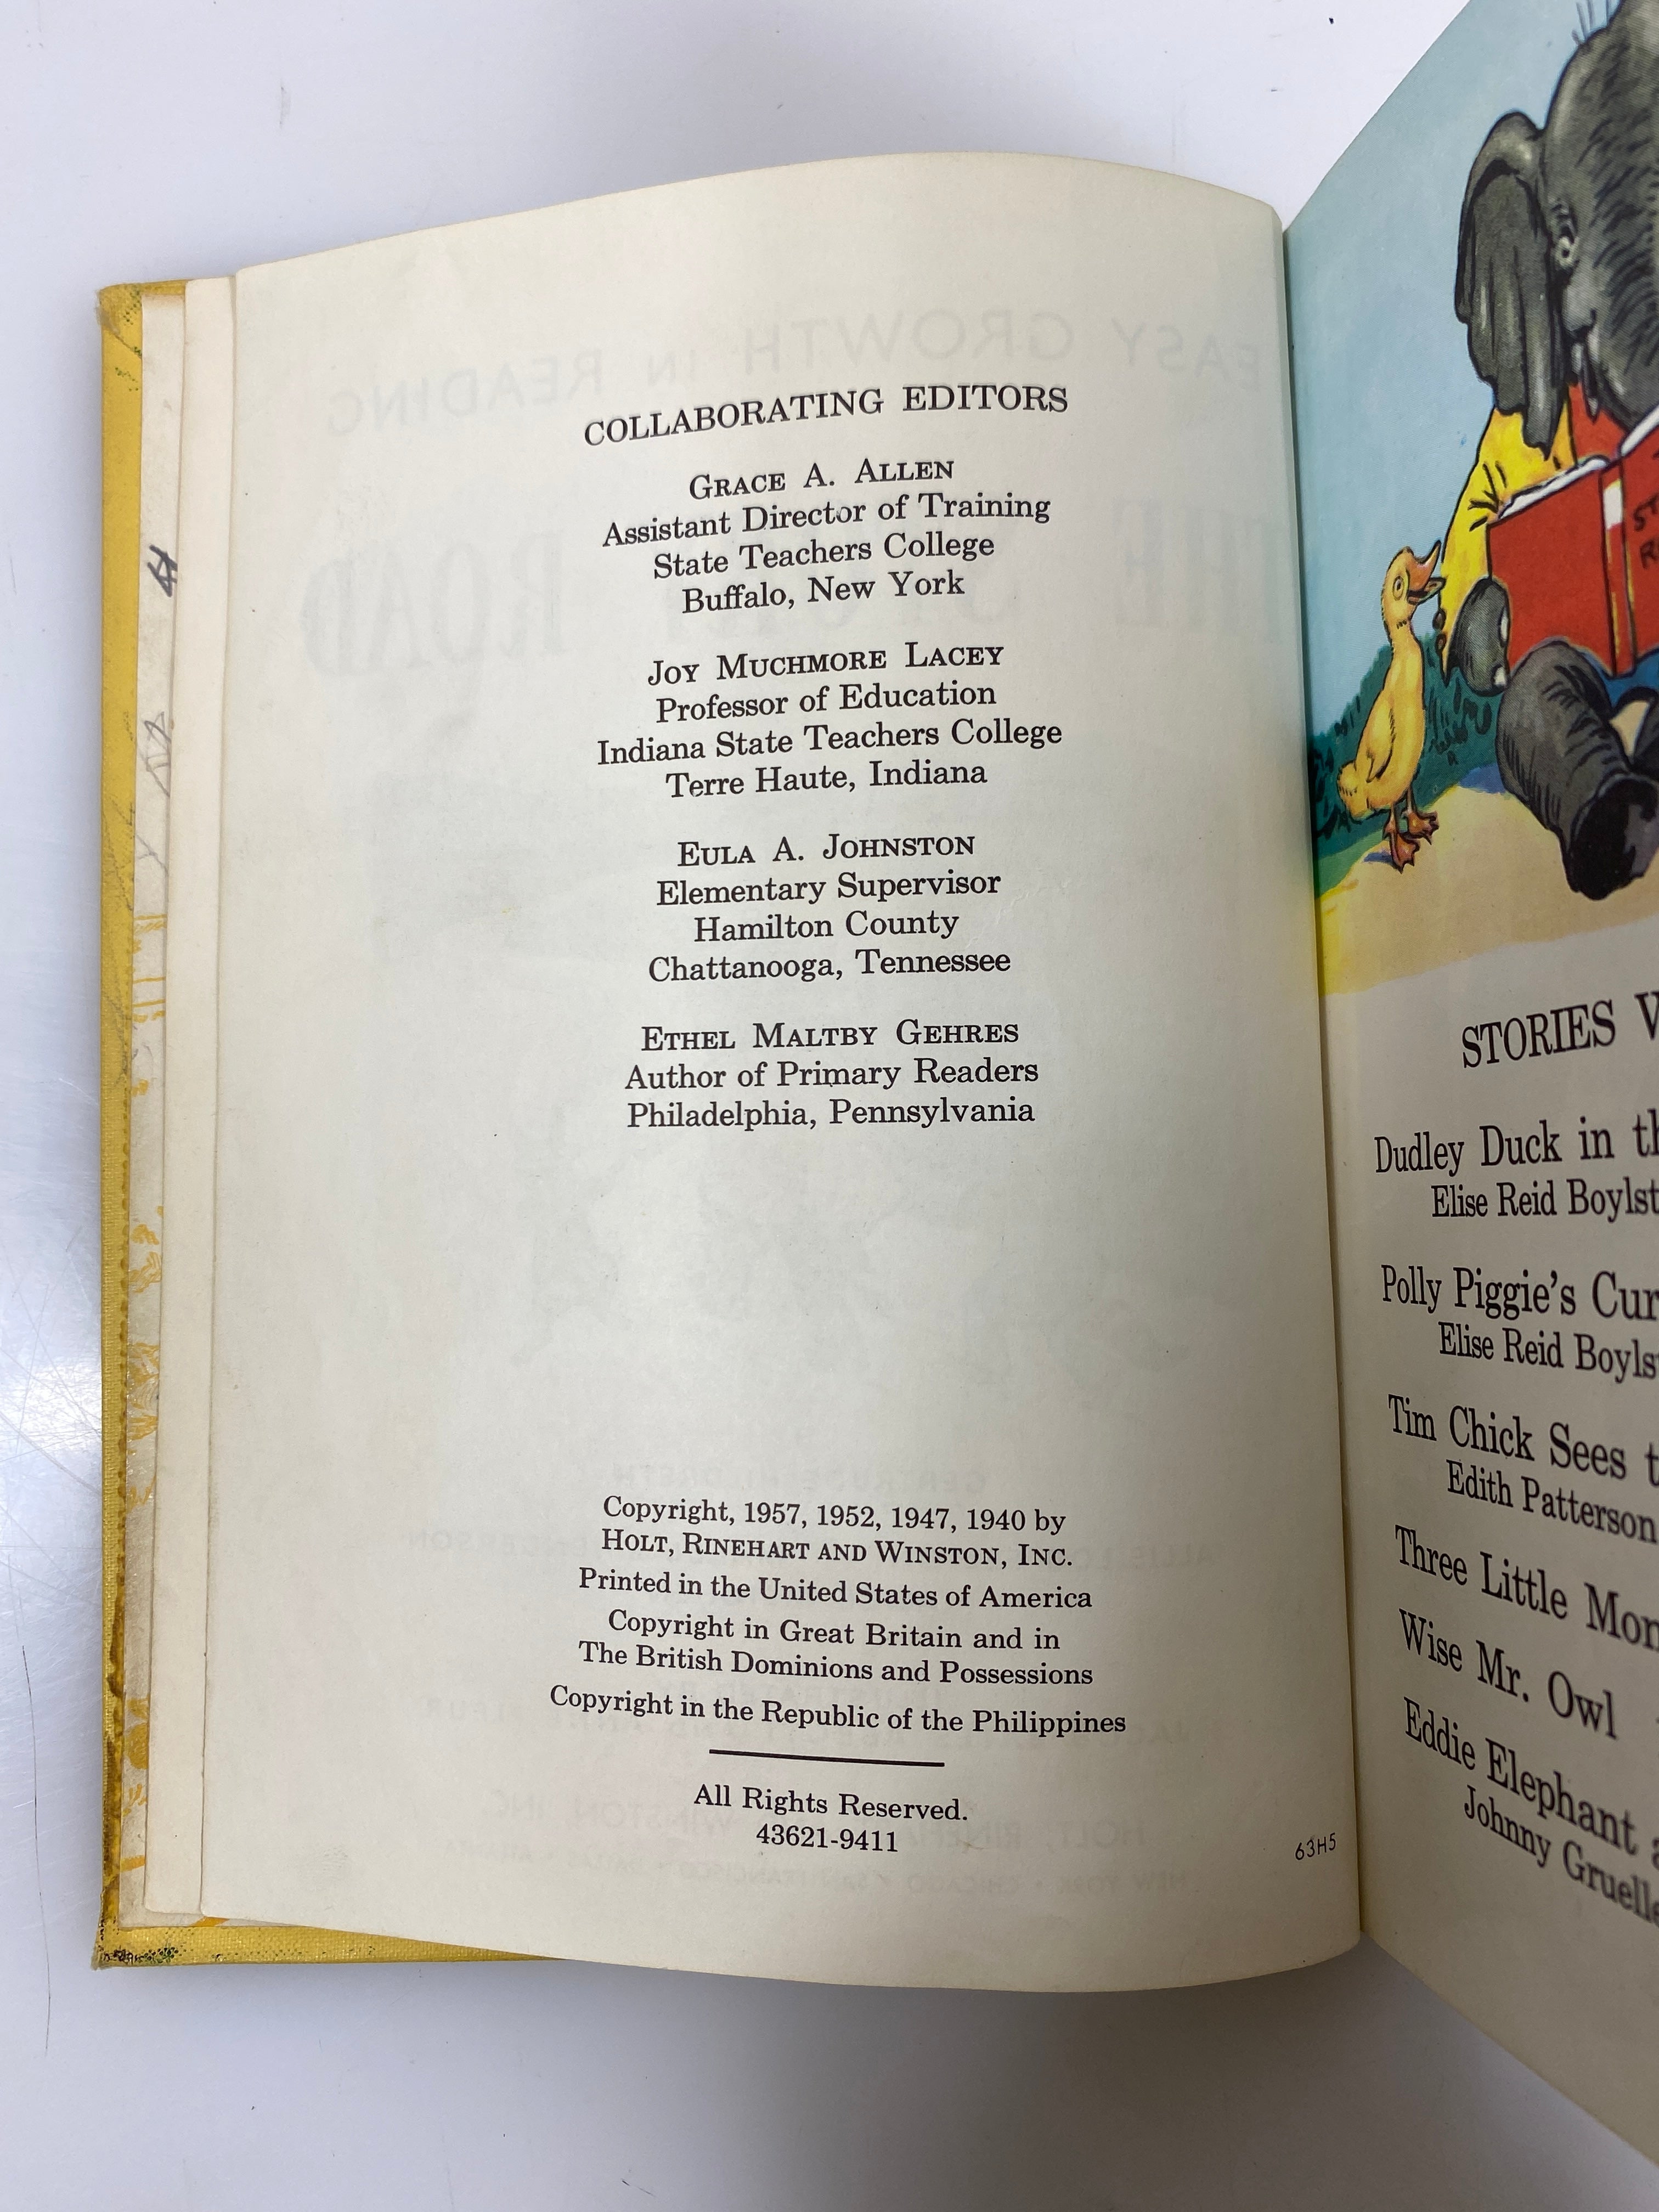 COLLABORATING EDITORS
GRACE A. ALLEN
Assistant Director of Training
State Teachers College
Buffalo, New York
JOY MUCHMORE LACEY
Professor of Education
Indiana State Teachers College
Terre Haute, Indiana
EULA A. JOHNSTON
Elementary Supervisor
Hamilton County
Chattanooga, Tennessee
ETHEL MALTBY GEHRES
Author of Primary Readers
Philadelphia, Pennsylvania
Copyright, 1957, 1952, 1947, 1940 by
HOLT, RINEHART AND WINSTON, INC.
Printed in the United States of America
Copyright in Great Britain and in
The British Dominions and Possessions
Copyright in the Republic of the Philippines
All Rights Reserved.
43621-9411
63H5
STORIES
Dudley Duck in
Elise Reid
Polly Piggie's
Elise Reid
Tim Chick Sees
Edith Patterson
Three Little
Wise Mr. Owl
Eddie Elephant
Johnny